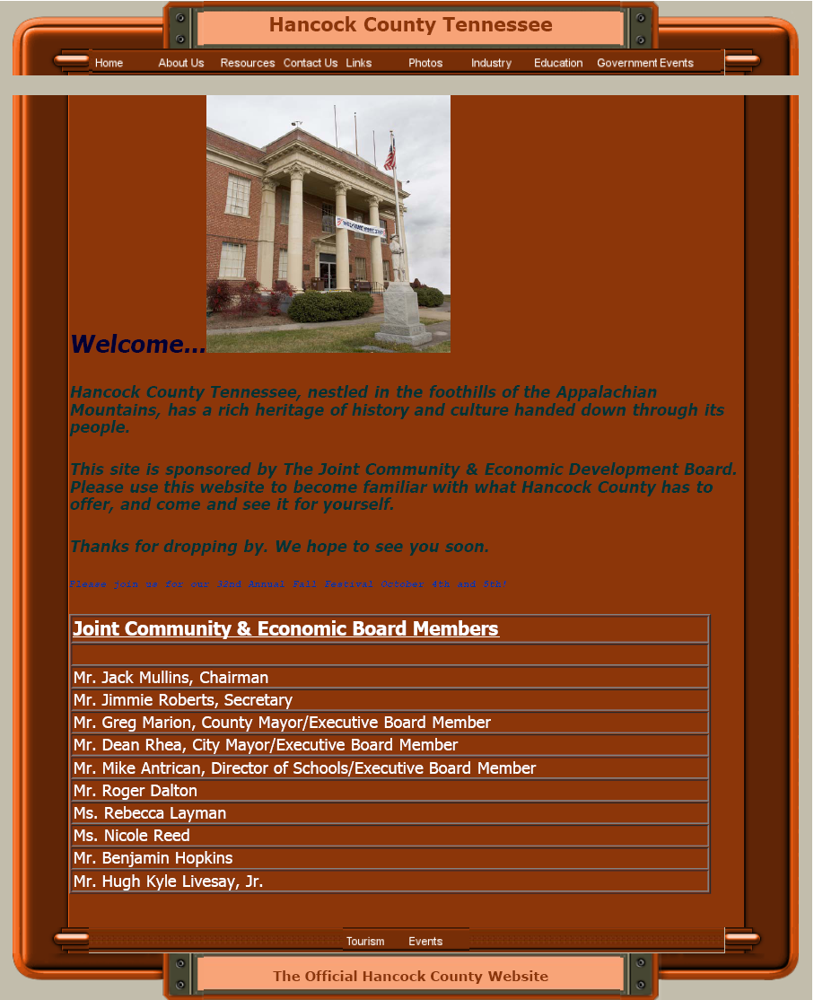 Hancock County Tennessee
Home About Us Resources Contact Us Links Photos Industry Education Government Events
Welcome...
Hancock County Tennessee, nestled in the foothills of the Appalachian
Mountains, has a rich heritage of history and culture handed down through its
people.
This site is sponsored by The Joint Community & Economic Development Board.
Please use this website to become familiar with what Hancock County has to
offer, and come and see it for yourself.
Thanks for dropping by. We hope to see you soon.
Please join us for our 32nd Annual Fall Festival October 4th and 5th!
Joint Community & Economic Board Members
Mr. Jack Mullins, Chairman
Mr. Jimmie Roberts, Secretary
Mr. Greg Marion, County Mayor/Executive Board Member
Mr. Dean Rhea, City Mayor/Executive Board Member
Mr. Mike Antrican, Director of Schools/Executive Board Member
Mr. Roger Dalton
Ms. Rebecca Layman
Ms. Nicole Reed
Mr. Benjamin Hopkins
Mr. Hugh Kyle Livesay, Jr.
Tourism Events
The Official Hancock County Website